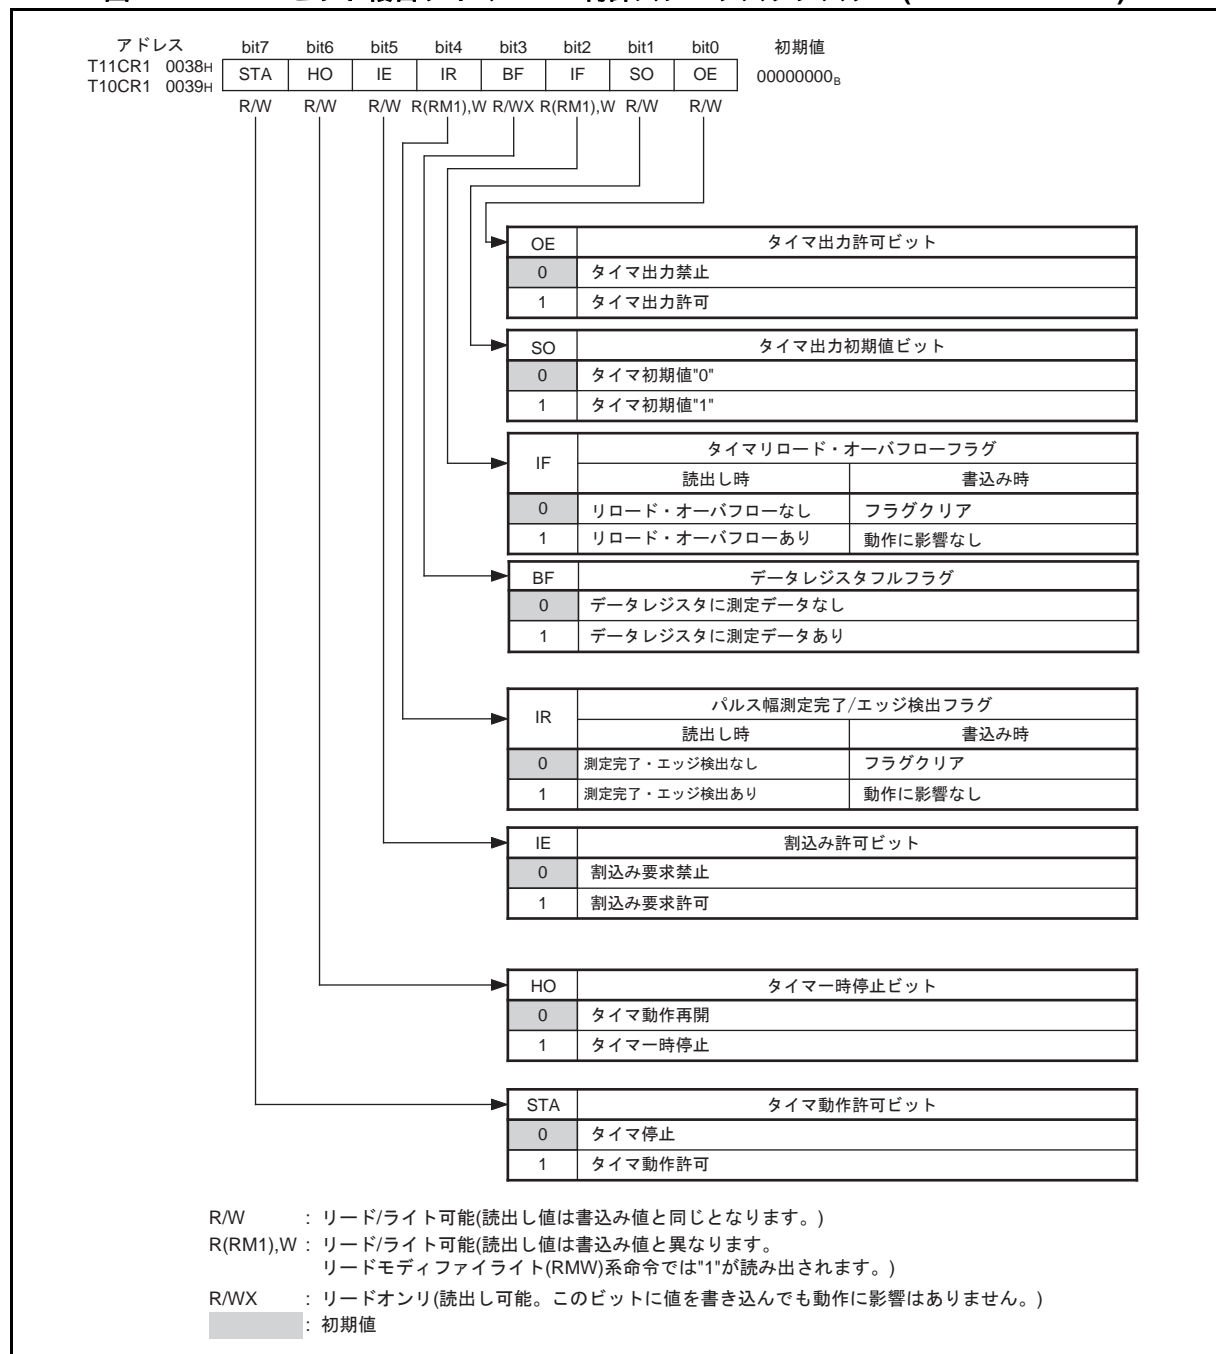 アドレス bit7 bit6 bit5 bit4 bit3 bit2 bit1 bit0 初期値
T11CR1 0038H STA HO IE IR BF IF SO OE 00000000B
T10CR1 0039H
R/W R/W R/W R(RM1),W R/WX R(RM1),W R/W R/W
OE タイマ出力許可ビット
0 タイマ出力禁止
1 タイマ出力許可
SO タイマ出力初期値ビット
0 タイマ初期値"0"
1 タイマ初期値"1"
IF タイマリロード・オーバフローフラグ
読出し時 書込み時
0 リロード・オーバフローなし フラグクリア
1 リロード・オーバフローあり 動作に影響なし
BF データレジスタフルフラグ
0 データレジスタに測定データなし
1 データレジスタに測定データあり
IR パルス幅測定完了/エッジ検出フラグ
読出し時 書込み時
0 測定完了・エッジ検出なし フラグクリア
1 測定完了・エッジ検出あり 動作に影響なし
IE 割込み許可ビット
0 割込み要求禁止
1 割込み要求許可
HO タイマ一時停止ビット
0 タイマ動作再開
1 タイマ一時停止
STA タイマ動作許可ビット
0 タイマ停止
1 タイマ動作許可
R/W : リード/ライト可能(読出し値は書込み値と同じとなります。)
R(RM1),W : リード/ライト可能(読出し値は書込み値と異なります。
リードモディファイライト(RMW)系命令では"1"が読み出されます。)
R/WX : リードオンリ(読出し可能。このビットに値を書き込んでも動作に影響はありません。)
: 初期値